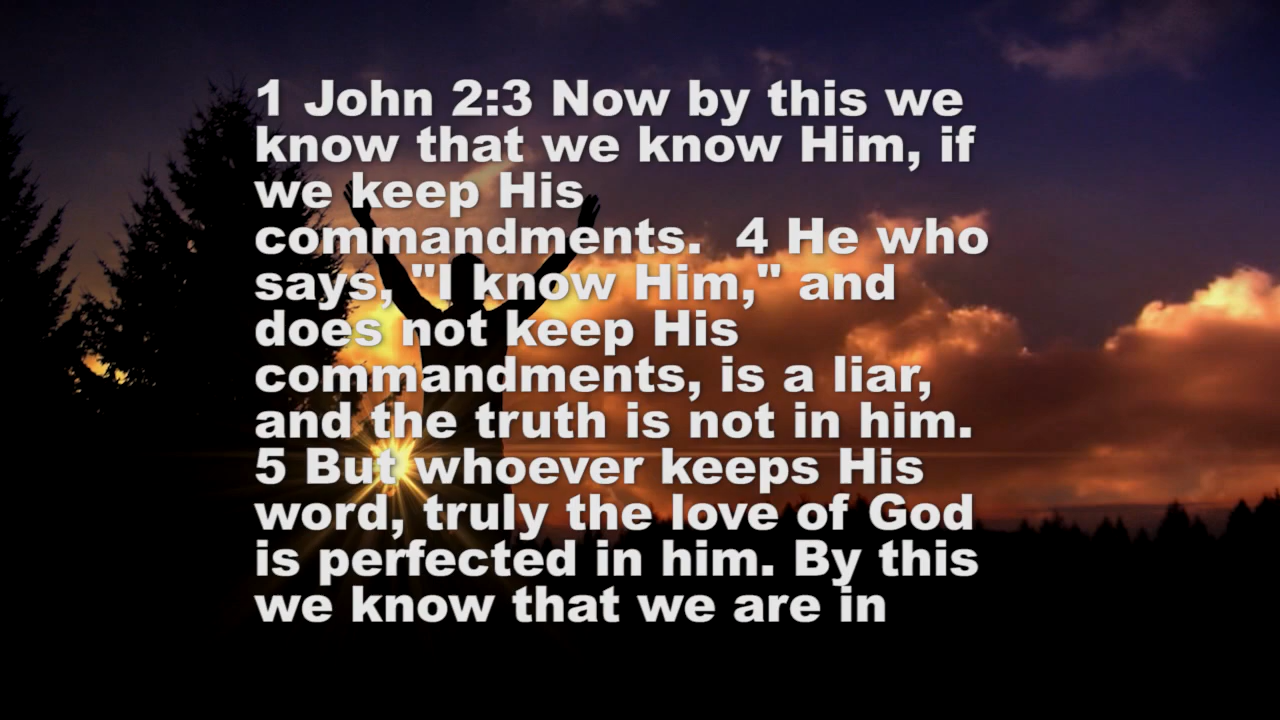 1 John 2:3 Now by this we
know that we know Him, if
we keep His
commandments.  4 He who
says, "I know Him," and
does not keep His
commandments, is a liar,
and the truth is not in him.
5 But whoever keeps His
word, truly the love of God
is perfected in him. By this
we know that we are in